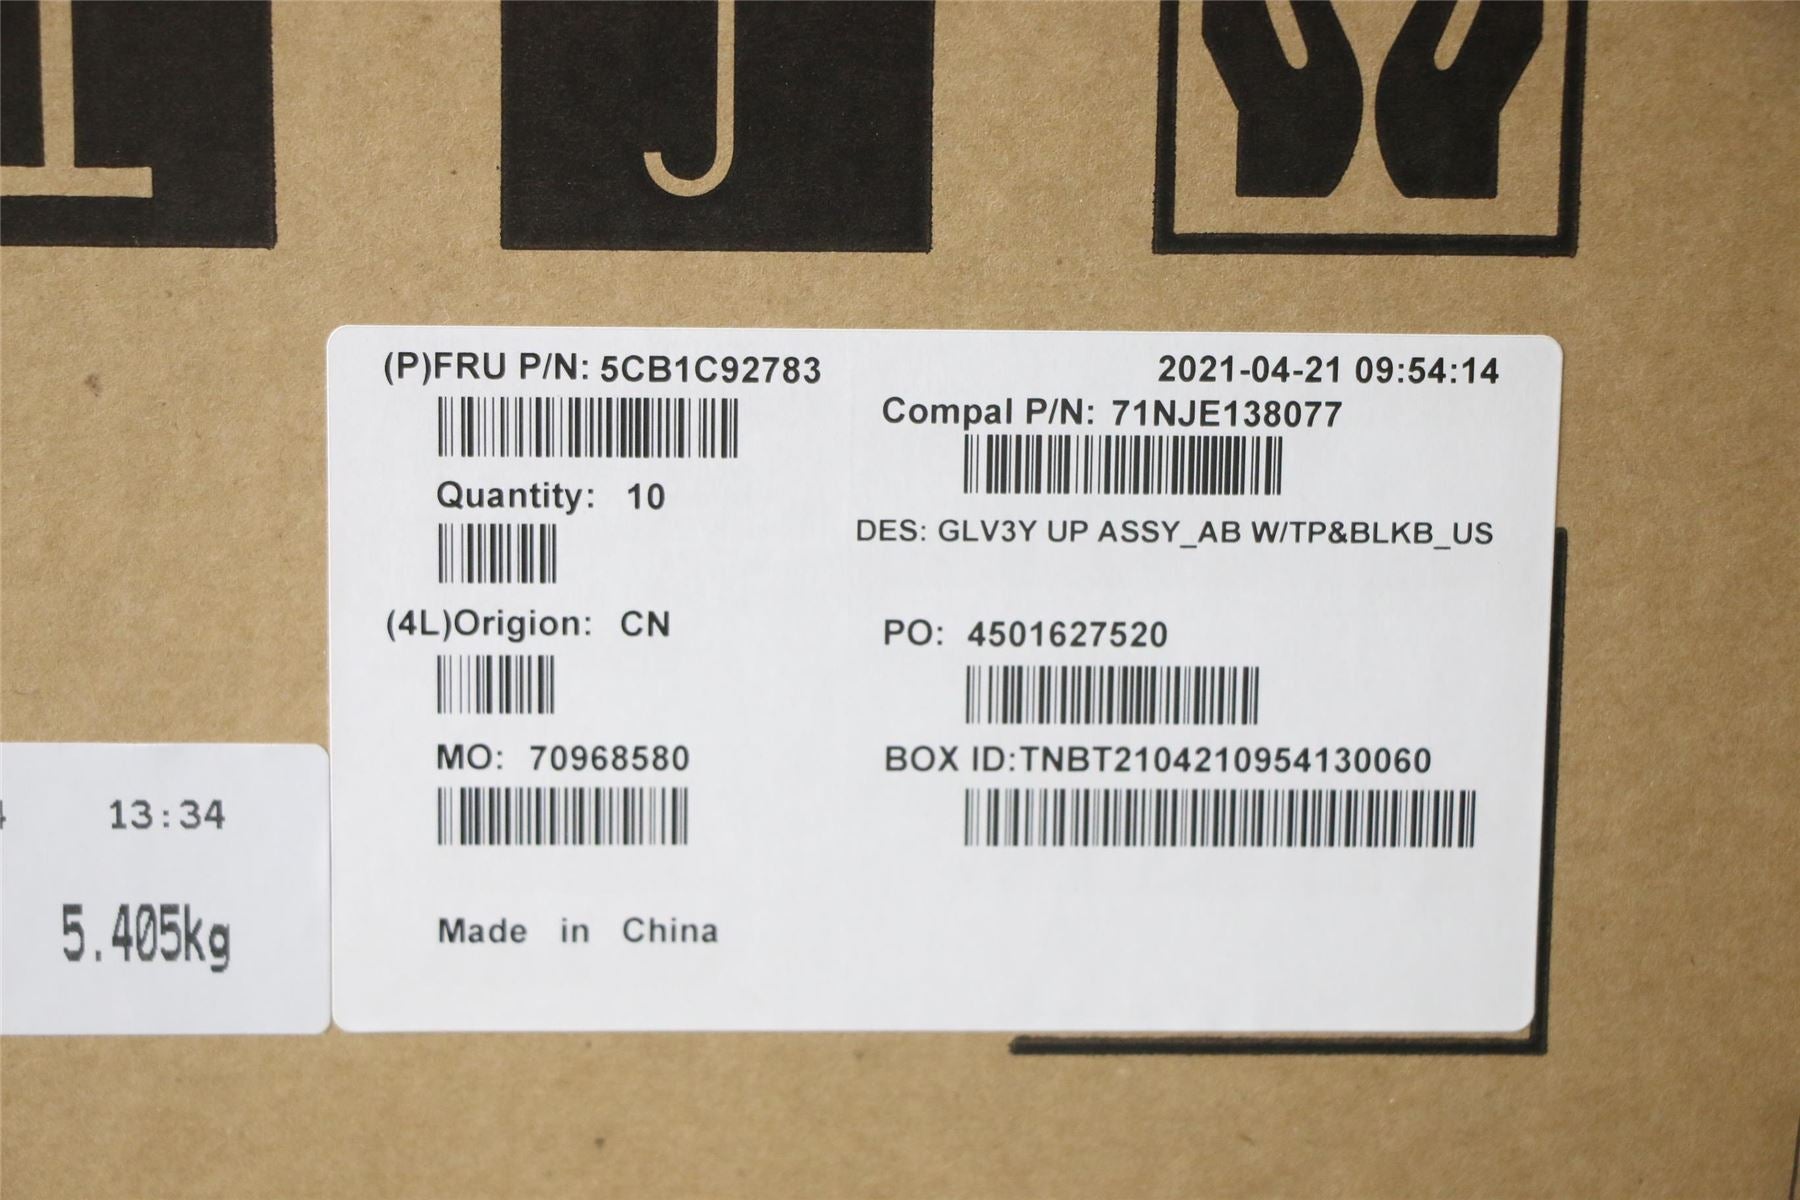 (P)FRU P/N: 5CB1C92783
2021-04-21 09:54:14
Compal P/N: 71NJE138077
Quantity: 10
DES: GLV3Y UP ASSY_AB W/TP&BLKB_US
(4L)Origion: CN
PO: 4501627520
MO: 70968580
BOX ID:TNBT2104210954130060
Made in China
13:34
5.405kg